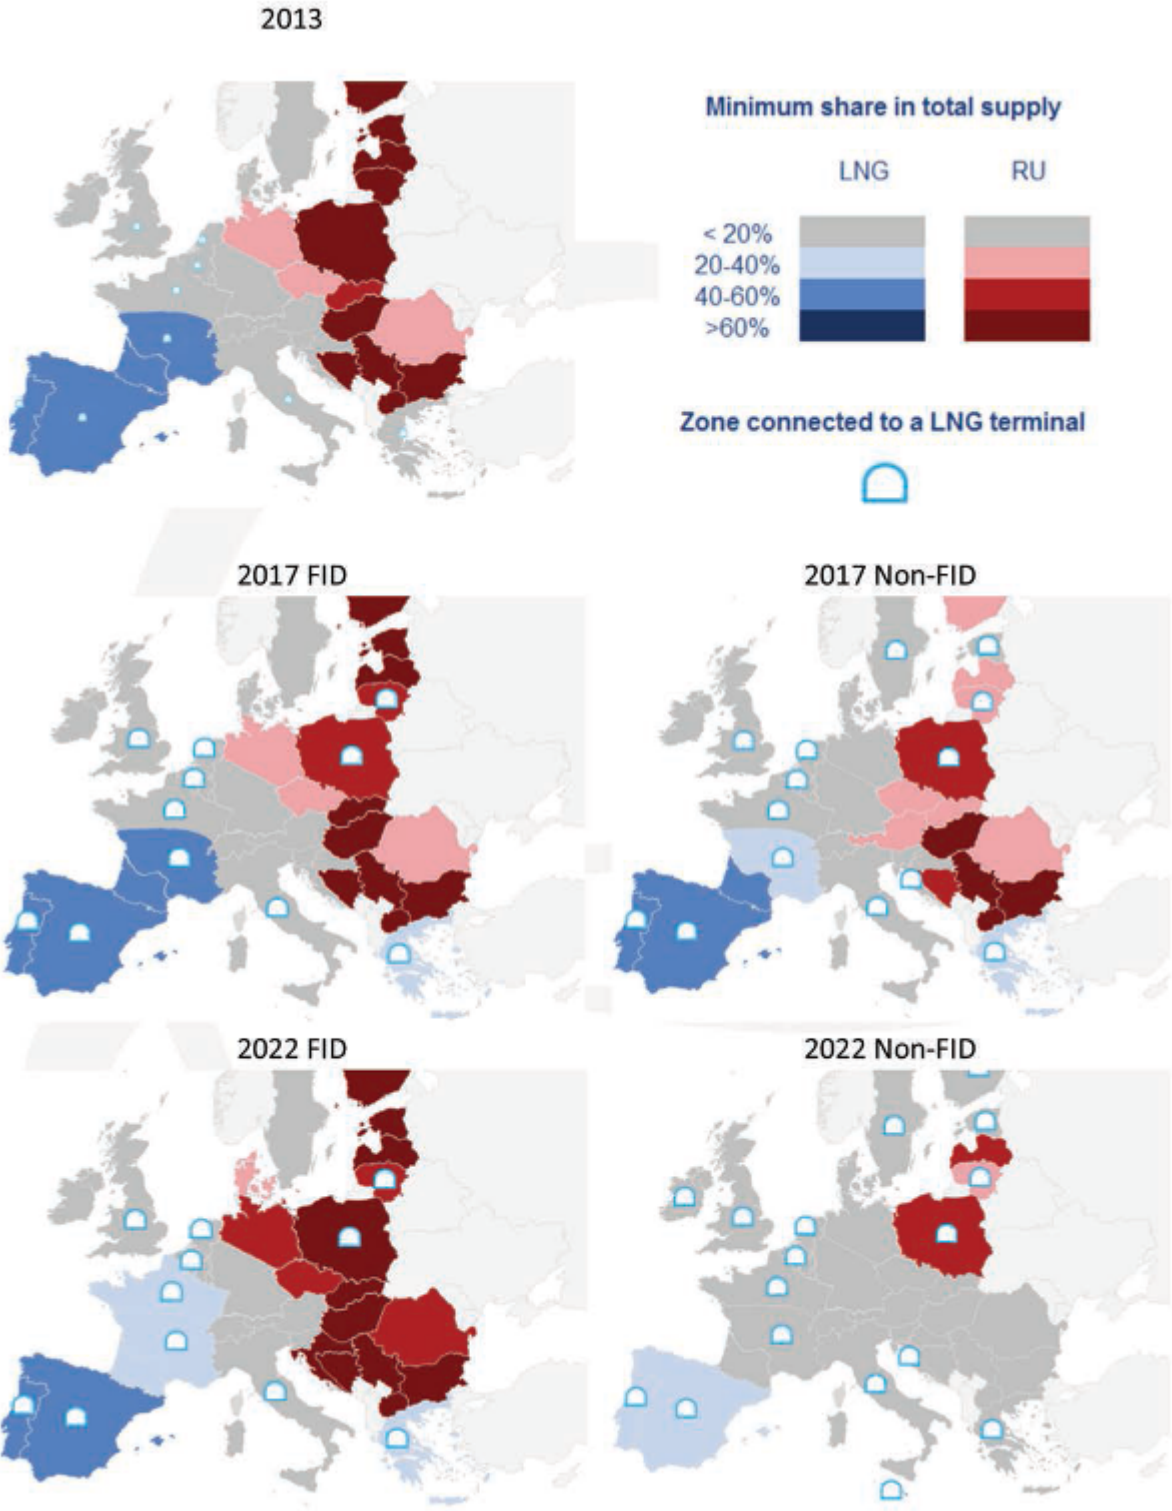 2013
Minimum share in total supply
LNG RU
< 20%
20-40%
40-60%
>60%
Zone connected to a LNG terminal
2017 FID
2017 Non-FID
2022 FID
2022 Non-FID